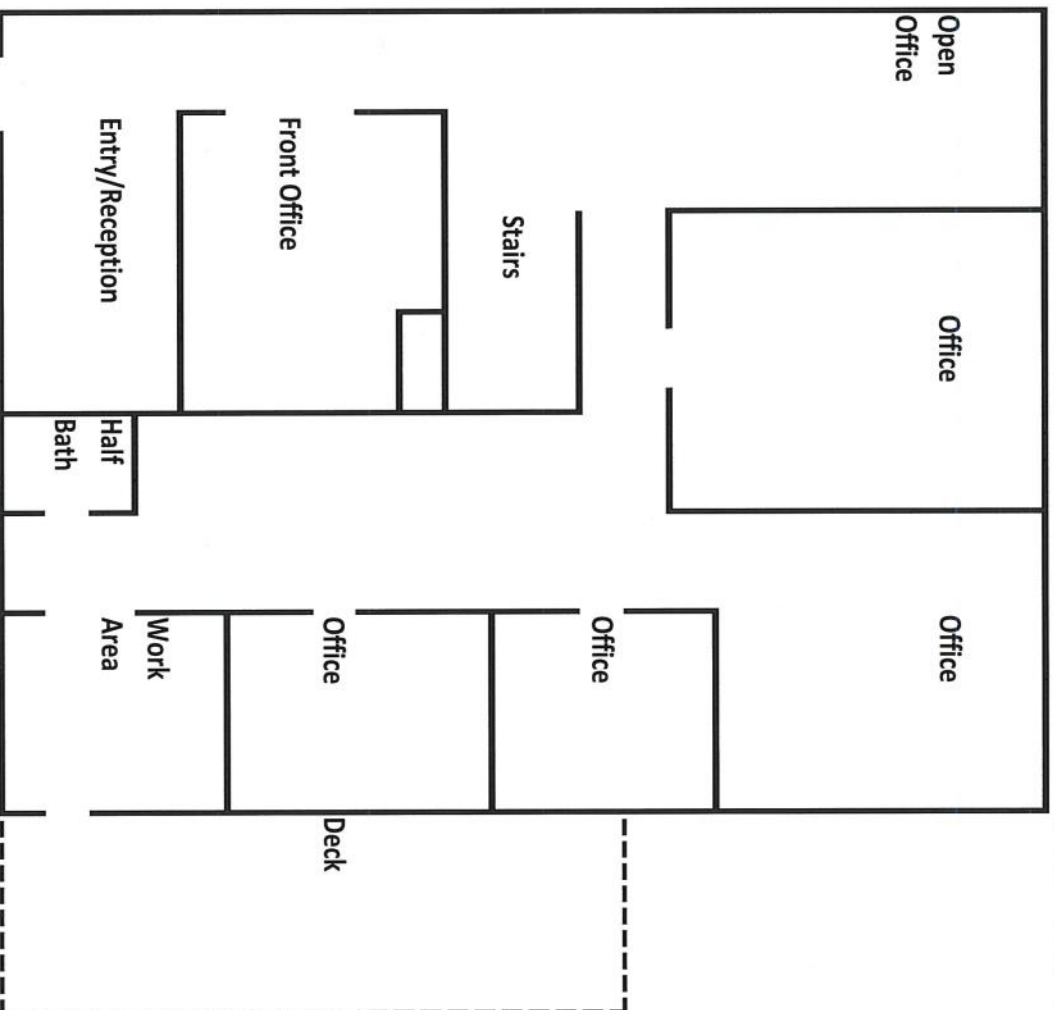 Open
Office
Office
Office
Office
Stairs
Office
Deck
Front Office
Work
Area
Entry/Reception
Half
Bath